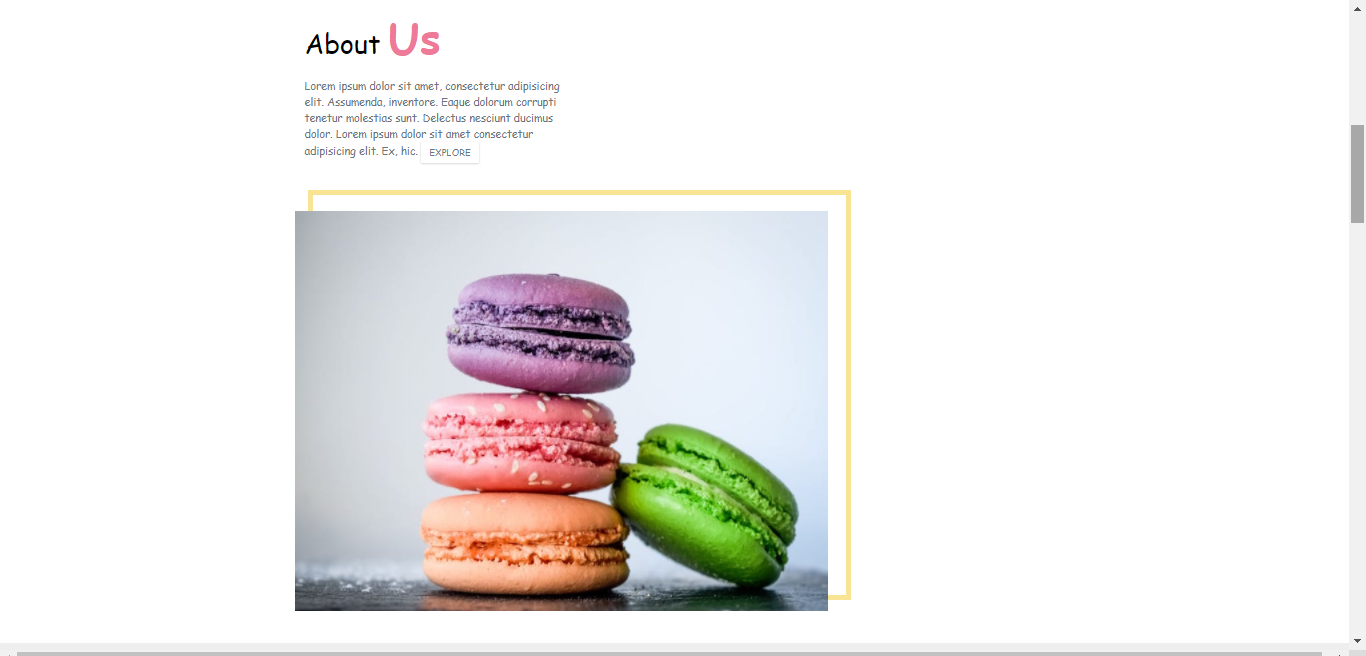 About Us
Lorem ipsum dolor sit amet, consectetur adipisicing
elit. Assumenda, inventore. Eaque dolorum corrupti
tenetur molestias sunt. Delectus nesciunt ducimus
dolor. Lorem ipsum dolor sit amet consectetur
adipisicing elit. Ex, hic. EXPLORE